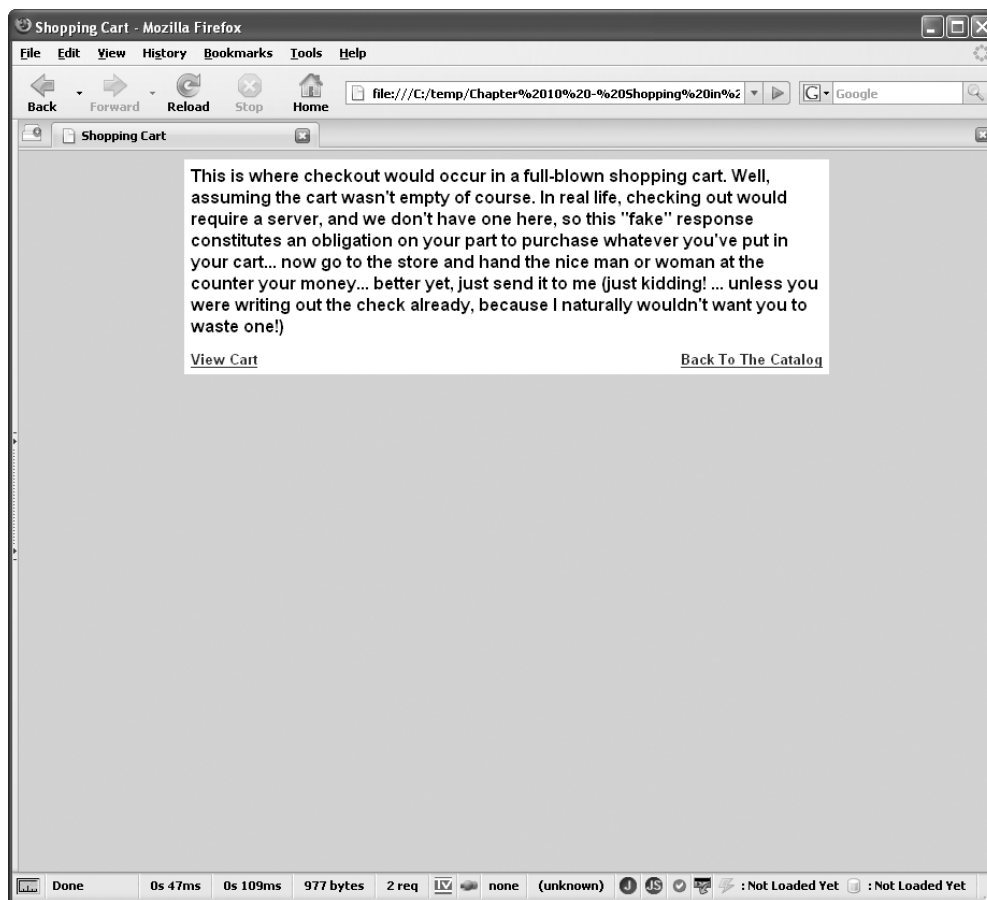 Shopping Cart - Mozilla Firefox
File Edit View History Bookmarks Tools Help
Back Forward Reload Stop Home file:///C:/temp/Chapter%2010%20-%20Shopping%20in%2 G Google
Shopping Cart
This is where checkout would occur in a full-blown shopping cart. Well,
assuming the cart wasn't empty of course. In real life, checking out would
require a server, and we don't have one here, so this "fake" response
constitutes an obligation on your part to purchase whatever you've put in
your cart... now go to the store and hand the nice man or woman at the
counter your money... better yet, just send it to me (just kidding! ... unless you
were writing out the check already, because I naturally wouldn't want you to
waste one!)
View Cart Back To The Catalog
Done 0s 47ms 0s 109ms 977 bytes 2 req none (unknown) J JS : Not Loaded Yet : Not Loaded Yet